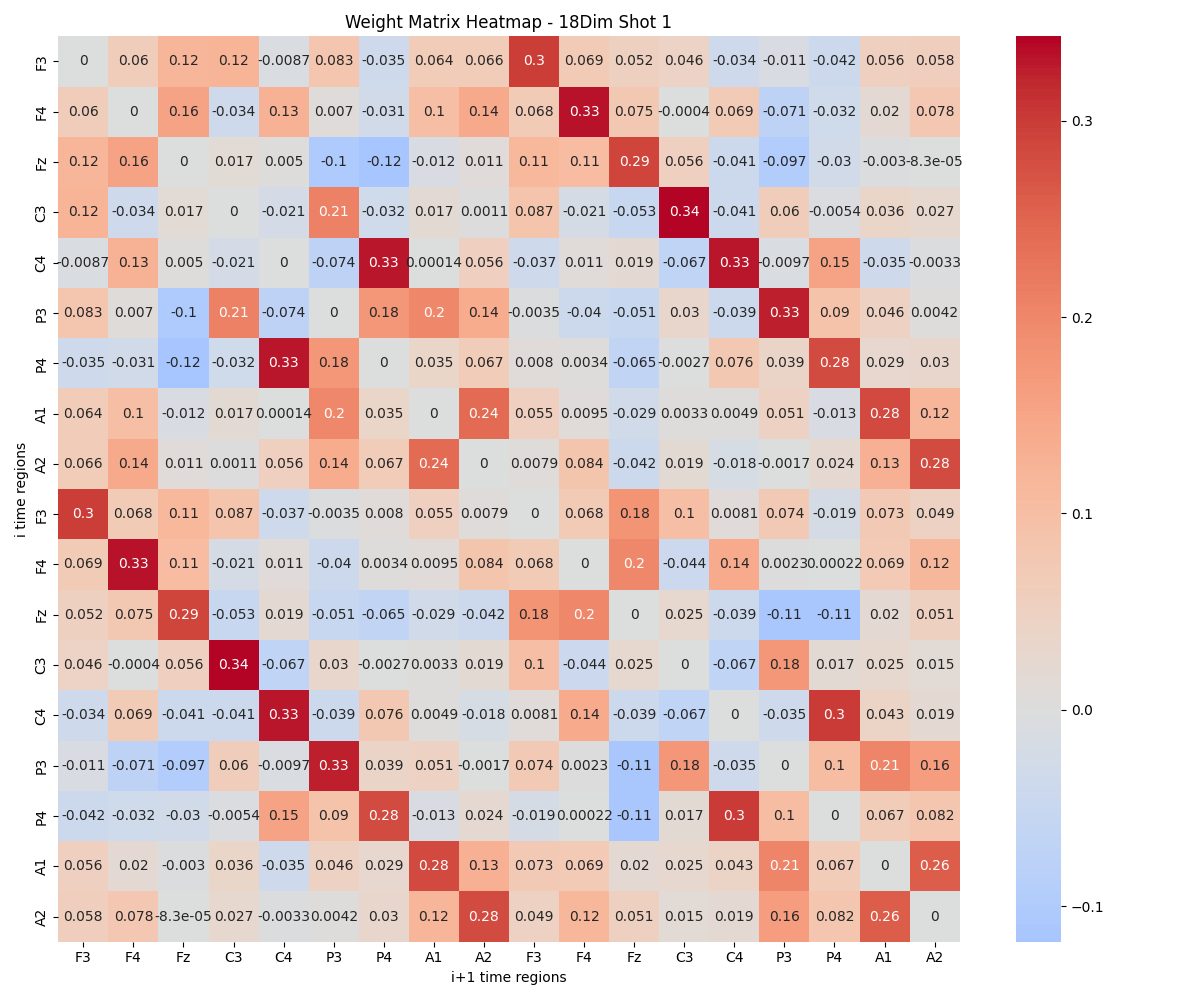 Weight Matrix Heatmap - 18Dim Shot 1
F3 0 0.06 0.12 0.12 -0.0087 0.083 -0.035 0.064 0.066 0.3 0.069 0.052 0.046 -0.034 -0.011 -0.042 0.056 0.058
F4 0.06 0 0.16 -0.034 0.13 0.007 -0.031 0.1 0.14 0.068 0.33 0.075 -0.0004 0.069 -0.071 -0.032 0.02 0.078
Fz 0.12 0.16 0 0.017 0.005 -0.1 -0.12 -0.012 0.011 0.11 0.11 0.29 0.056 -0.041 -0.097 -0.03 -0.003 -8.3e-05
C3 0.12 -0.034 0.017 0 -0.021 0.21 -0.032 0.017 0.0011 0.087 -0.021 -0.053 0.34 -0.041 0.06 -0.0054 0.036 0.027
C4 -0.0087 0.13 0.005 -0.021 0 -0.074 0.33 0.00014 0.056 -0.037 0.011 0.019 -0.067 0.33 -0.0097 0.15 -0.035 -0.0033
P3 0.083 0.007 -0.1 0.21 -0.074 0 0.18 0.2 0.14 -0.0035 -0.04 -0.051 0.03 -0.039 0.33 0.09 0.046 0.0042
P4 -0.035 -0.031 -0.12 -0.032 0.33 0.18 0 0.035 0.067 0.008 0.0034 -0.065 -0.0027 0.076 0.039 0.28 0.029 0.03
A1 0.064 0.1 -0.012 0.017 0.00014 0.2 0.035 0 0.24 0.055 0.0095 -0.029 0.0033 0.0049 0.051 -0.013 0.28 0.12
A2 0.066 0.14 0.011 0.0011 0.056 0.14 0.067 0.24 0 0.0079 0.084 -0.042 0.019 -0.018 -0.0017 0.024 0.13 0.28
F3 0.3 0.068 0.11 0.087 -0.037 -0.0035 0.008 0.055 0.0079 0 0.068 0.18 0.1 0.0081 0.074 -0.019 0.073 0.049
F4 0.069 0.33 0.11 -0.021 0.011 -0.04 0.0034 0.0095 0.084 0.068 0 0.2 -0.044 0.14 0.0023 0.00022 0.069 0.12
Fz 0.052 0.075 0.29 -0.053 0.019 -0.051 -0.065 -0.029 -0.042 0.18 0.2 0 0.025 -0.039 -0.11 -0.11 0.02 0.051
C3 0.046 -0.0004 0.056 0.34 -0.067 0.03 -0.0027 0.0033 0.019 0.1 -0.044 0.025 0 -0.067 0.18 0.017 0.025 0.015
C4 -0.034 0.069 -0.041 -0.041 0.33 -0.039 0.076 0.0049 -0.018 0.0081 0.14 -0.039 -0.067 0 -0.035 0.3 0.043 0.019
P3 -0.011 -0.071 -0.097 0.06 -0.0097 0.33 0.039 0.051 -0.0017 0.074 0.0023 -0.11 0.18 -0.035 0 0.1 0.21 0.16
P4 -0.042 -0.032 -0.03 -0.0054 0.15 0.09 0.28 -0.013 0.024 -0.019 0.00022 -0.11 0.017 0.3 0.1 0 0.067 0.082
A1 0.056 0.02 -0.003 0.036 -0.035 0.046 0.029 0.28 0.13 0.073 0.069 0.02 0.025 0.043 0.21 0.067 0 0.26
A2 0.058 0.078 -8.3e-05 0.027 -0.0033 0.0042 0.03 0.12 0.28 0.049 0.12 0.051 0.015 0.019 0.16 0.082 0.26 0
F3 F4 Fz C3 C4 P3 P4 A1 A2 F3 F4 Fz C3 C4 P3 P4 A1 A2
i+1 time regions
i time regions
0.3
0.2
0.1
0.0
−0.1